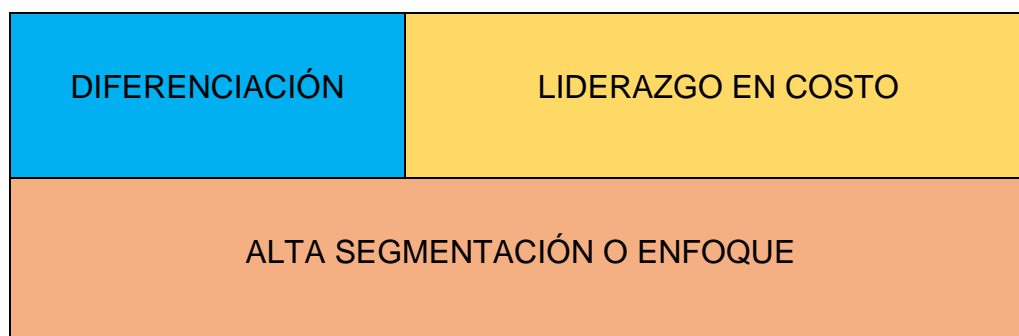 DIFERENCIACIÓN
LIDERAZGO EN COSTO
ALTA SEGMENTACIÓN O ENFOQUE